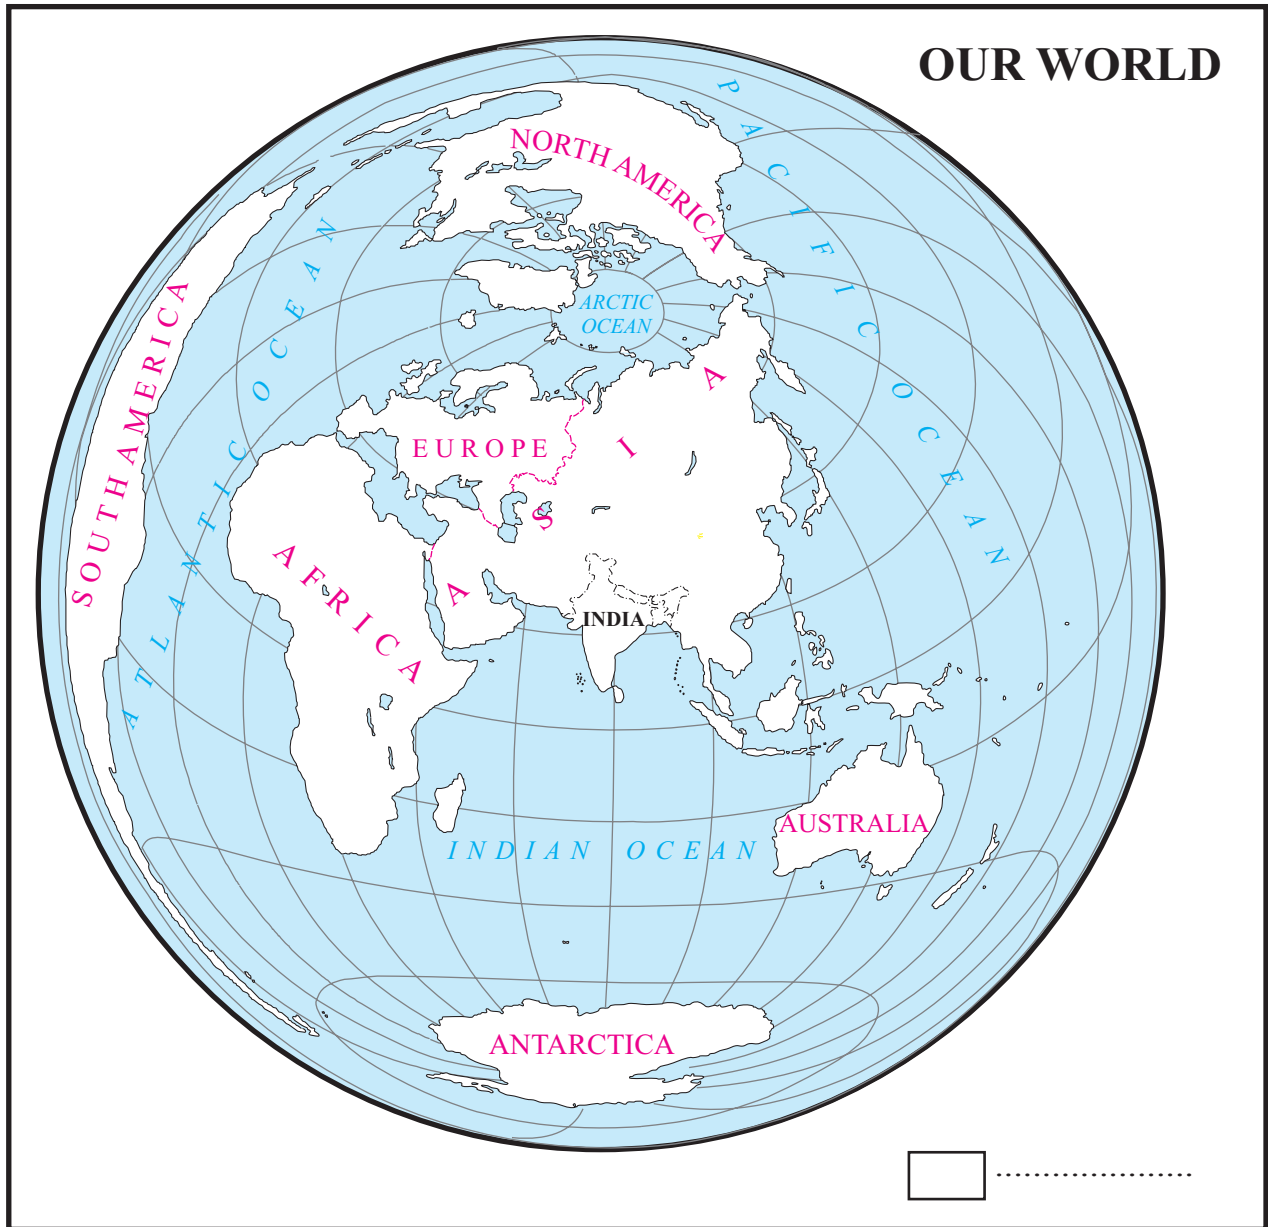 OUR WORLD
PACIFIC OCEAN
NORTH AMERICA
ATLANTIC OCEAN
SOUTH AMERICA
ARCTIC
OCEAN
EUROPE
ASIA
AFRICA
INDIA
AUSTRALIA
INDIAN OCEAN
ANTARCTICA